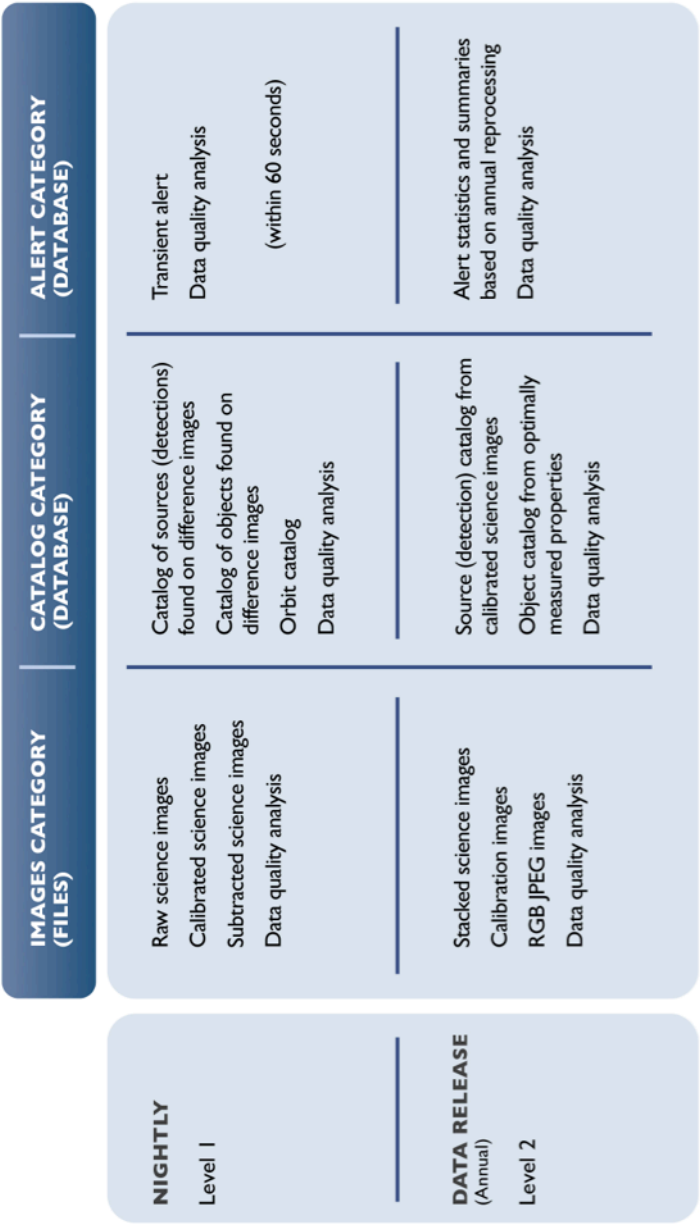 IMAGES CATEGORY
(FILES)
CATALOG CATEGORY
(DATABASE)
ALERT CATEGORY
(DATABASE)
NIGHTLY
Level 1
Raw science images
Calibrated science images
Subtracted science images
Data quality analysis
Catalog of sources (detections)
found on difference images
Catalog of objects found on
difference images
Orbit catalog
Data quality analysis
Transient alert
Data quality analysis
(within 60 seconds)
DATA RELEASE
(Annual)
Level 2
Stacked science images
Calibration images
RGB JPEG images
Data quality analysis
Source (detection) catalog from
calibrated science images
Object catalog from optimally
measured properties
Data quality analysis
Alert statistics and summaries
based on annual reprocessing
Data quality analysis